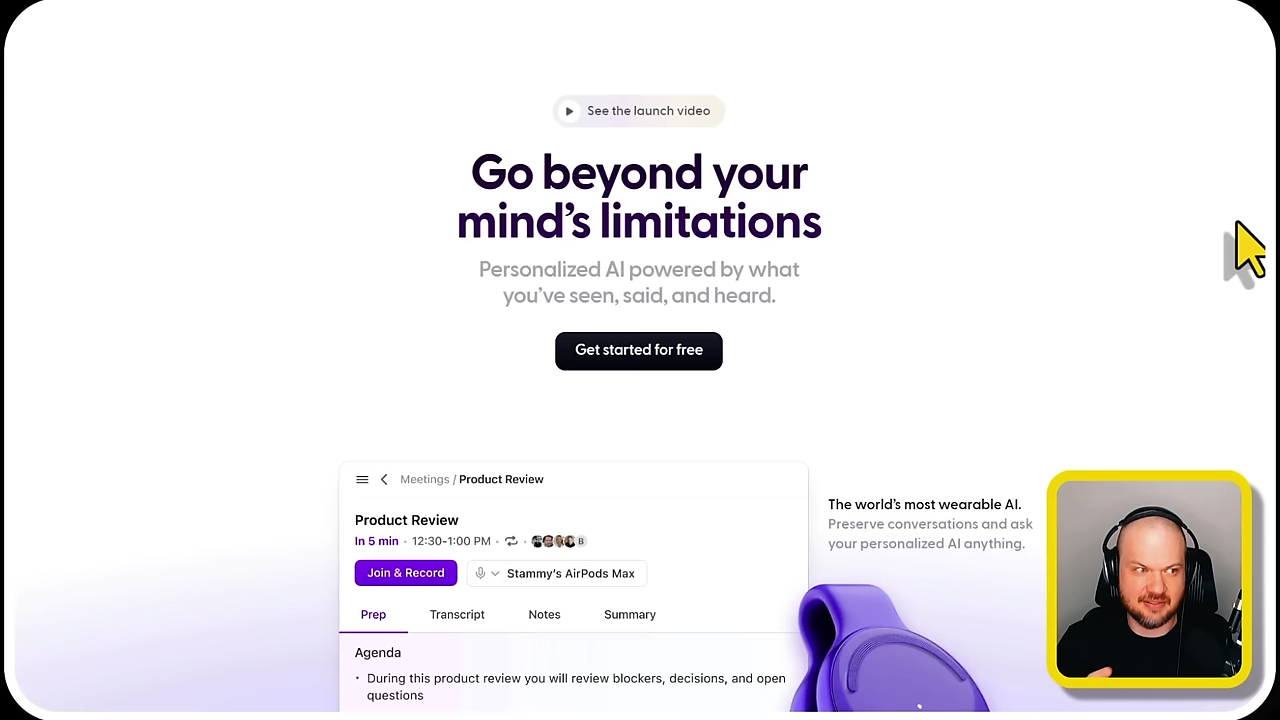 See the launch video
Go beyond your
mind’s limitations
Personalized AI powered by what
you’ve seen, said, and heard.
Get started for free
Meetings / Product Review
Product Review
In 5 min · 12:30-1:00 PM · · 8
Join & Record
Stammy’s AirPods Max
Prep Transcript Notes Summary
Agenda
· During this product review you will review blockers, decisions, and open
questions
The world’s most wearable AI.
Preserve conversations and ask
your personalized AI anything.